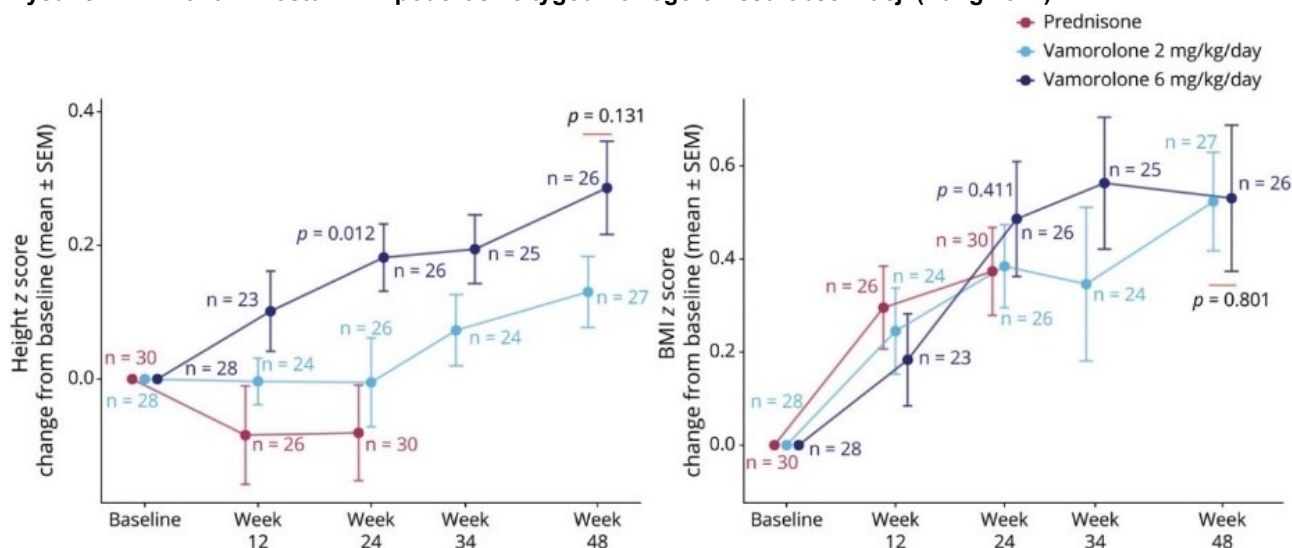 Prednisone
Vamorolone 2 mg/kg/day
Vamorolone 6 mg/kg/day
Height z score
change from baseline (mean ± SEM)
0.4
0.2
0.0
p = 0.131
n = 26
p = 0.012
n = 26
n = 25
n = 23
n = 27
n = 26
n = 24
n = 24
n = 30
n = 28
n = 28
n = 26
n = 30
Baseline
Week
12
Week
24
Week
34
Week
48
BMI z score
change from baseline (mean ± SEM)
0.6
0.4
0.2
0.0
n = 27
n = 25
n = 26
p = 0.411
n = 26
n = 30
n = 24
n = 26
n = 24
p = 0.801
n = 26
n = 23
n = 28
n = 28
n = 30
Baseline
Week
12
Week
24
Week
34
Week
48